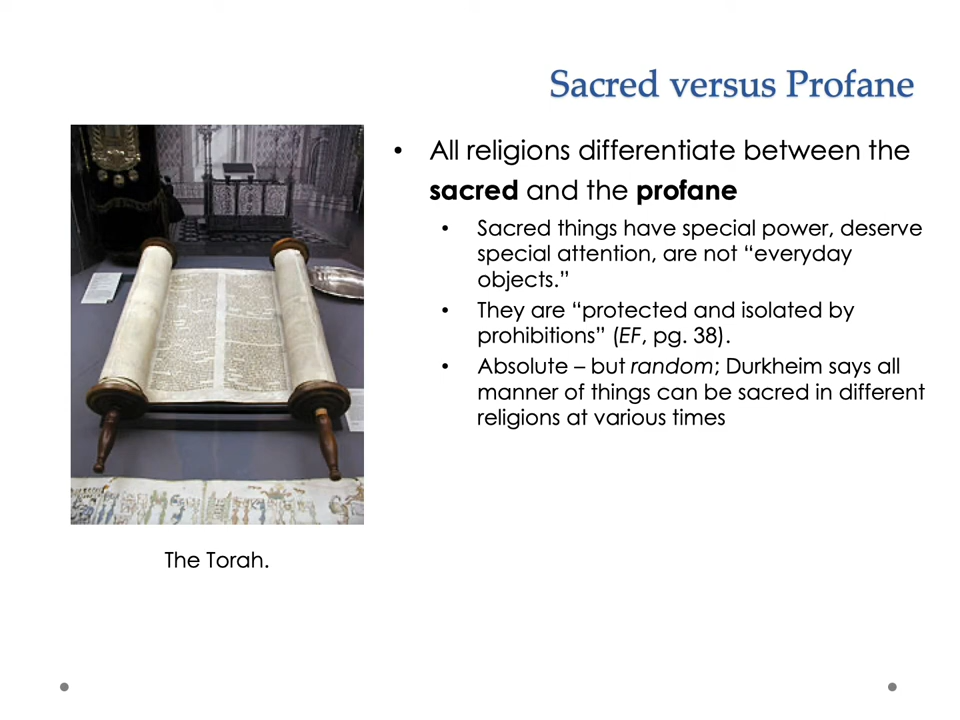 Sacred versus Profane
• All religions differentiate between the
sacred and the profane
• Sacred things have special power, deserve
special attention, are not “everyday
objects.”
• They are “protected and isolated by
prohibitions” (EF, pg. 38).
• Absolute – but random; Durkheim says all
manner of things can be sacred in different
religions at various times
The Torah.